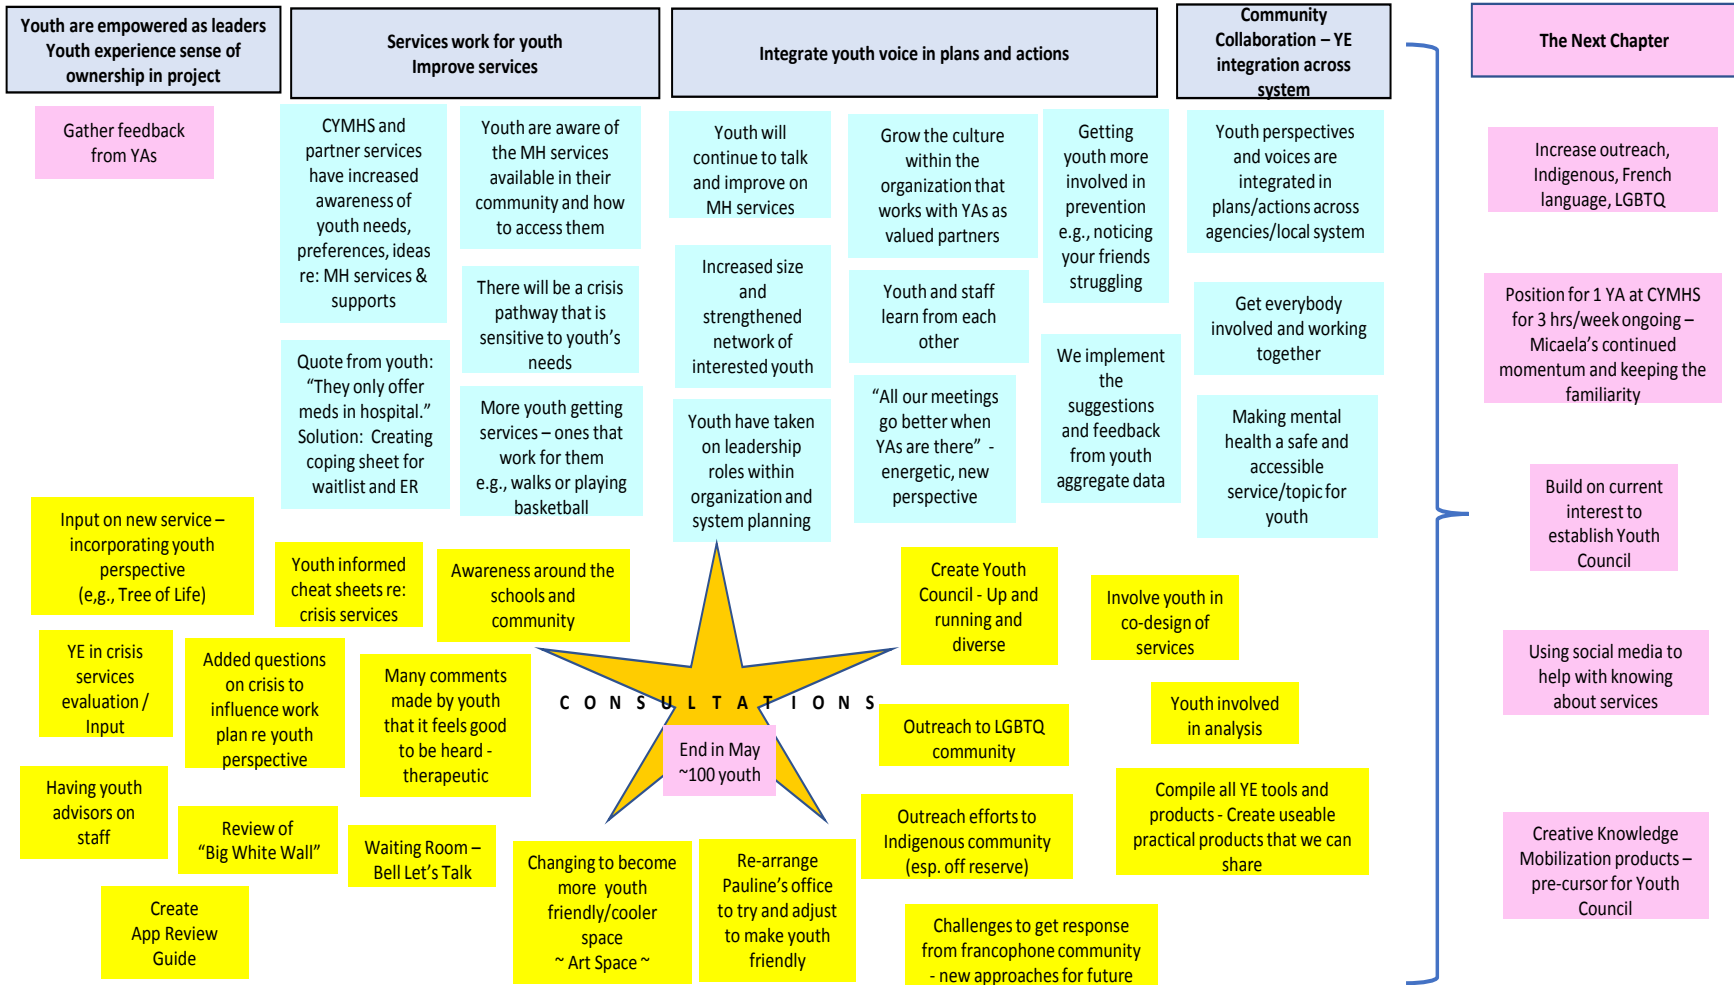 Youth are empowered as leaders
Youth experience sense of
ownership in project
Services work for youth
Improve services
Integrate youth voice in plans and actions
Community
Collaboration – YE
integration across
system
The Next Chapter
Gather feedback
from YAs
CYMHS and
partner services
have increased
awareness of
youth needs,
preferences, ideas
re: MH services &
supports
Quote from youth:
“They only offer
meds in hospital.”
Solution: Creating
coping sheet for
waitlist and ER
Youth are aware of
the MH services
available in their
community and how
to access them
There will be a crisis
pathway that is
sensitive to youth’s
needs
More youth getting
services – ones that
work for them
e.g., walks or playing
basketball
Youth will
continue to talk
and improve on
MH services
Increased size
and
strengthened
network of
interested youth
Youth have taken
on leadership
roles within
organization and
system planning
Grow the culture
within the
organization that
works with YAs as
valued partners
Youth and staff
learn from each
other
“All our meetings
go better when
YAs are there” -
energetic, new
perspective
Getting
youth more
involved in
prevention
e.g., noticing
your friends
struggling
We implement
the
suggestions
and feedback
from youth
aggregate data
Youth perspectives
and voices are
integrated in
plans/actions across
agencies/local system
Get everybody
involved and working
together
Making mental
health a safe and
accessible
service/topic for
youth
Increase outreach,
Indigenous, French
language, LGBTQ
Position for 1 YA at CYMHS
for 3 hrs/week ongoing –
Micaela’s continued
momentum and keeping the
familiarity
Build on current
interest to
establish Youth
Council
Using social media to
help with knowing
about services
Creative Knowledge
Mobilization products –
pre-cursor for Youth
Council
Input on new service –
incorporating youth
perspective
(e,g., Tree of Life)
Youth informed
cheat sheets re:
crisis services
Awareness around the
schools and
community
YE in crisis
services
evaluation /
Input
Added questions
on crisis to
influence work
plan re youth
perspective
Many comments
made by youth
that it feels good
to be heard -
therapeutic
Having youth
advisors on
staff
Review of
“Big White Wall”
Waiting Room –
Bell Let’s Talk
Create
App Review
Guide
CONSULTATIONS
End in May
~100 youth
Changing to become
more youth
friendly/cooler
space
~ Art Space ~
Re-arrange
Pauline’s office
to try and adjust
to make youth
friendly
Create Youth
Council - Up and
running and
diverse
Involve youth in
co-design of
services
Outreach to LGBTQ
community
Youth involved
in analysis
Outreach efforts to
Indigenous community
(esp. off reserve)
Compile all YE tools and
products - Create useable
practical products that we can
share
Challenges to get response
from francophone community
- new approaches for future